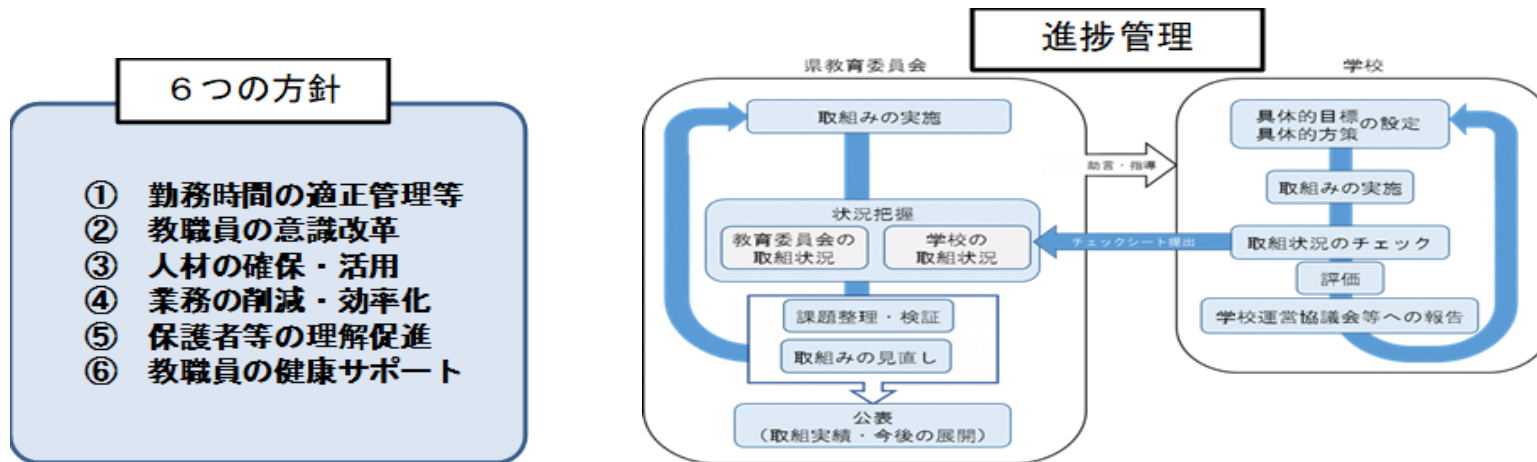 ６つの方針
① 勤務時間の適正管理等
② 教職員の意識改革
③ 人材の確保・活用
④ 業務の削減・効率化
⑤ 保護者等の理解促進
⑥ 教職員の健康サポート
進捗管理
県教育委員会
取組みの実施
状況把握
教育委員会の
取組状況
学校の
取組状況
課題整理・検証
取組みの見直し
公表
（取組実績・今後の展開）
助言・指導
チェックシート提出
学校
具体的目標
具体的方策
の設定
取組みの実施
取組状況のチェック
評価
学校運営協議会等への報告